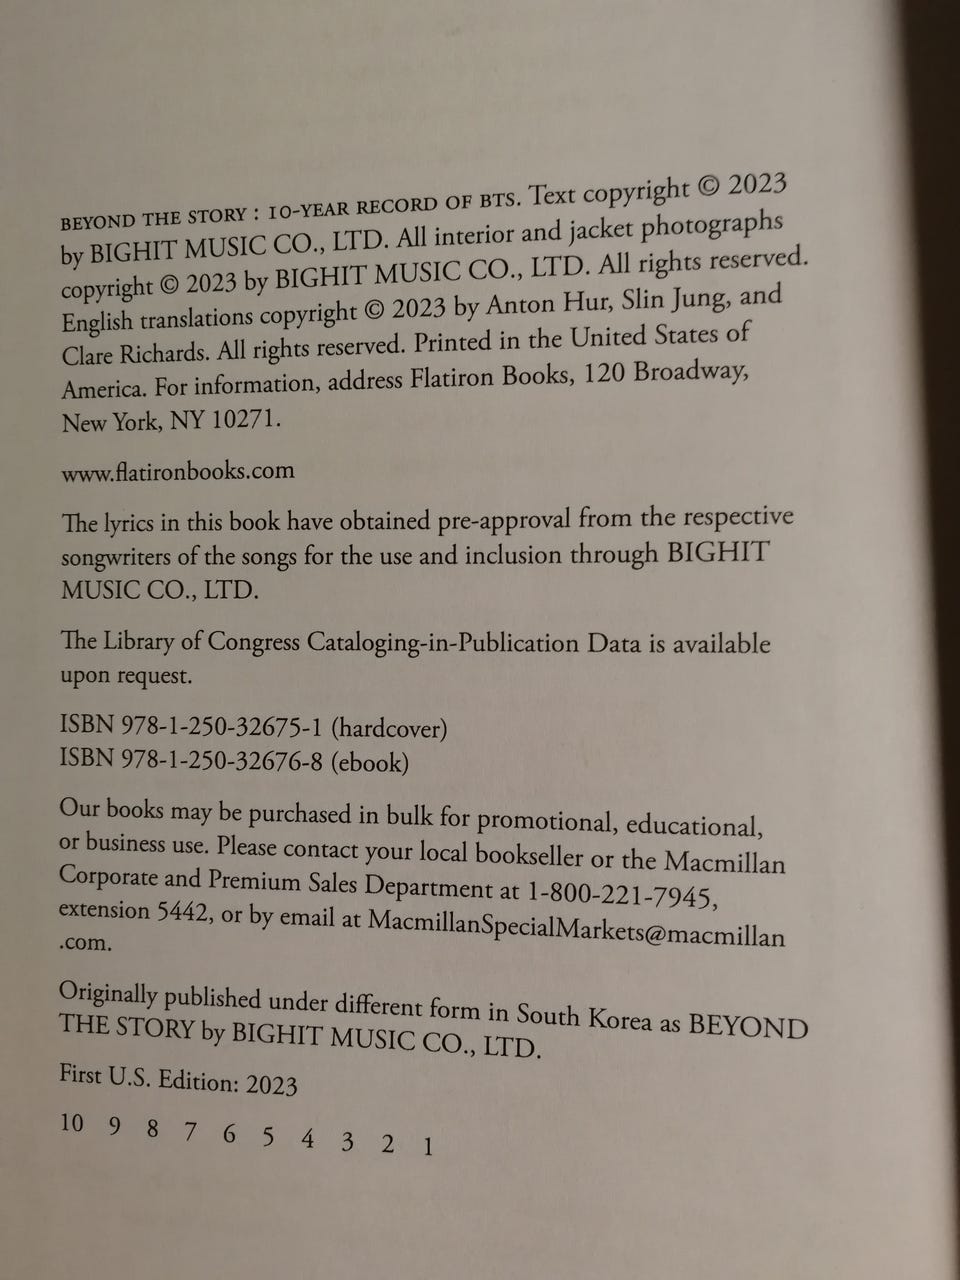 BEYOND THE STORY : 10-YEAR RECORD OF BTS. Text copyright © 2023
by BIGHIT MUSIC CO., LTD. All interior and jacket photographs
copyright © 2023 by BIGHIT MUSIC CO., LTD. All rights reserved.
English translations copyright © 2023 by Anton Hur, Slin Jung, and
Clare Richards. All rights reserved. Printed in the United States of
America. For information, address Flatiron Books, 120 Broadway,
New York, NY 10271.
www.flatironbooks.com
The lyrics in this book have obtained pre-approval from the respective
songwriters of the songs for the use and inclusion through BIGHIT
MUSIC CO., LTD.
The Library of Congress Cataloging-in-Publication Data is available
upon request.
ISBN 978-1-250-32675-1 (hardcover)
ISBN 978-1-250-32676-8 (ebook)
Our books may be purchased in bulk for promotional, educational,
or business use. Please contact your local bookseller or the Macmillan
Corporate and Premium Sales Department at 1-800-221-7945,
extension 5442, or by email at MacmillanSpecialMarkets@macmillan
.com.
Originally published under different form in South Korea as BEYOND
THE STORY by BIGHIT MUSIC CO., LTD.
First U.S. Edition: 2023
10 9 8 7 6 5 4 3 2 1